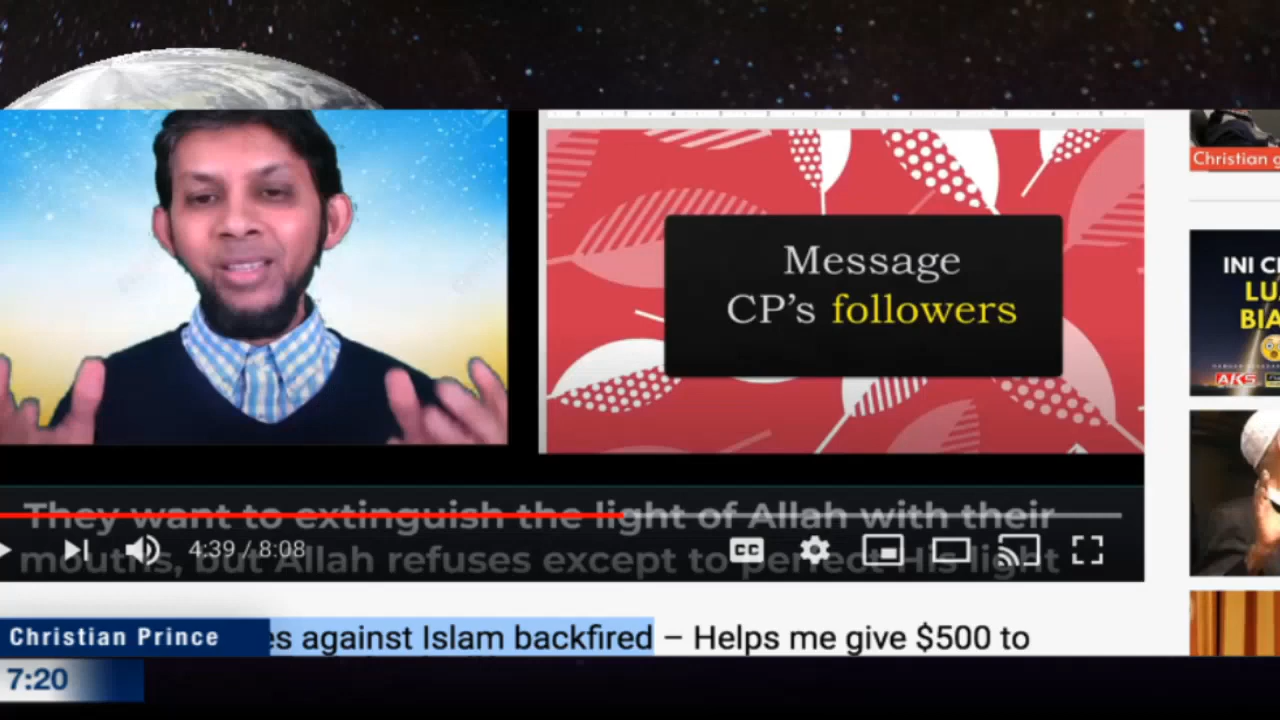 Message
CP's followers
They want to extinguish the light of Allah with their
mouths, but Allah refuses except to perfect His light
4:39 / 8:08
CC
es against Islam backfired – Helps me give $500 to
Christian Prince
7:20
Christian g
INI C
LU
BIA
AKS